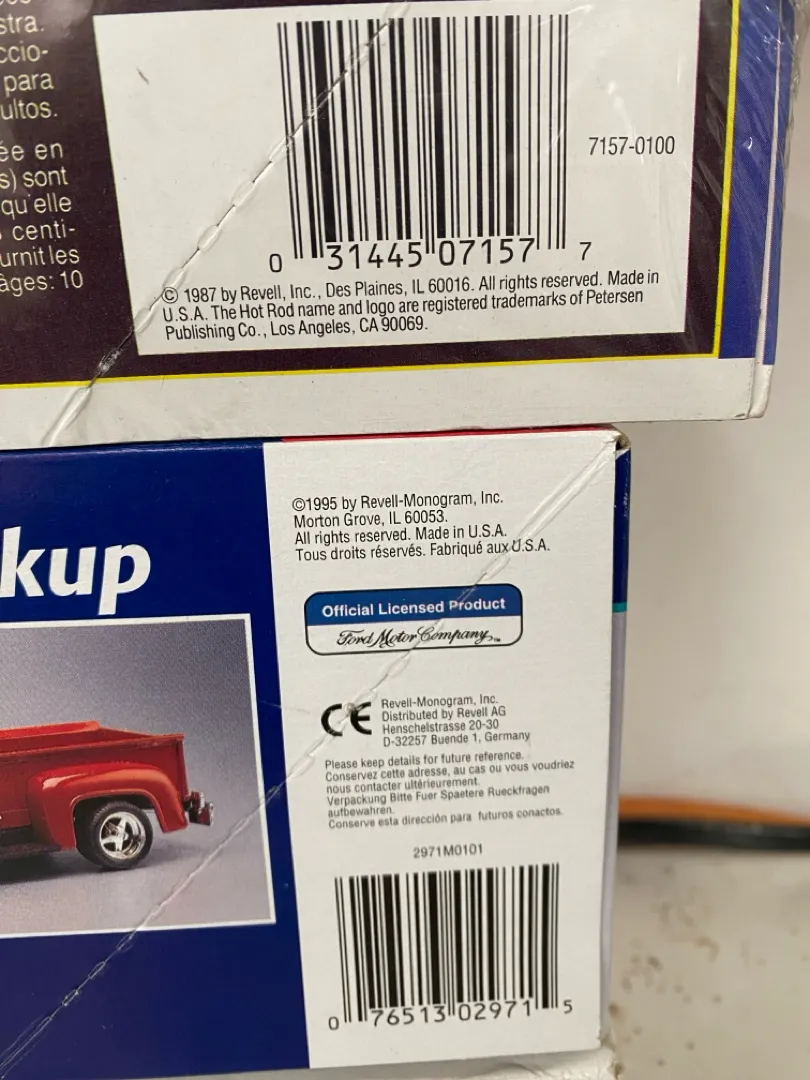 stra.
ccio-
para
ultos.
ée en
s) sont
qu'elle
centi-
urnit les
âges: 10
7157-0100
0 31445 07157 7
© 1987 by Revell, Inc., Des Plaines, IL 60016. All rights reserved. Made in
U.S.A. The Hot Rod name and logo are registered trademarks of Petersen
Publishing Co., Los Angeles, CA 90069.
kup
©1995 by Revell-Monogram, Inc.
Morton Grove, IL 60053.
All rights reserved. Made in U.S.A.
Tous droits réservés. Fabriqué aux U.S.A.
Official Licensed Product
Ford Motor Company
CE
Revell-Monogram, Inc.
Distributed by Revell AG
Henschelstrasse 20-30
D-32257 Buende 1, Germany
Please keep details for future reference.
Conservez cette adresse, au cas ou vous voudriez
nous contacter ultérieurement.
Verpackung Bitte Fuer Spaetere Rueckfragen
aufbewahren.
Conserve esta dirección para futuros conactos.
2971M0101
0 76513 02971 5